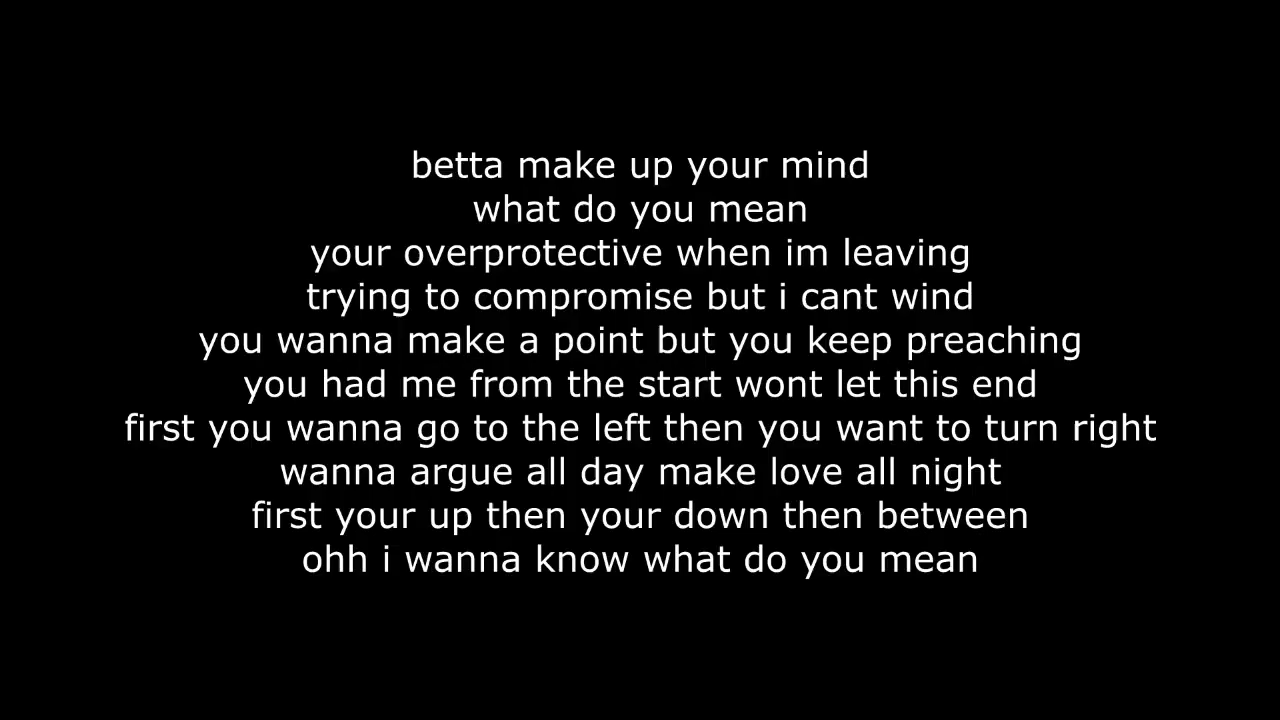 betta make up your mind
what do you mean
your overprotective when im leaving
trying to compromise but i cant wind
you wanna make a point but you keep preaching
you had me from the start wont let this end
first you wanna go to the left then you want to turn right
wanna argue all day make love all night
first your up then your down then between
ohh i wanna know what do you mean